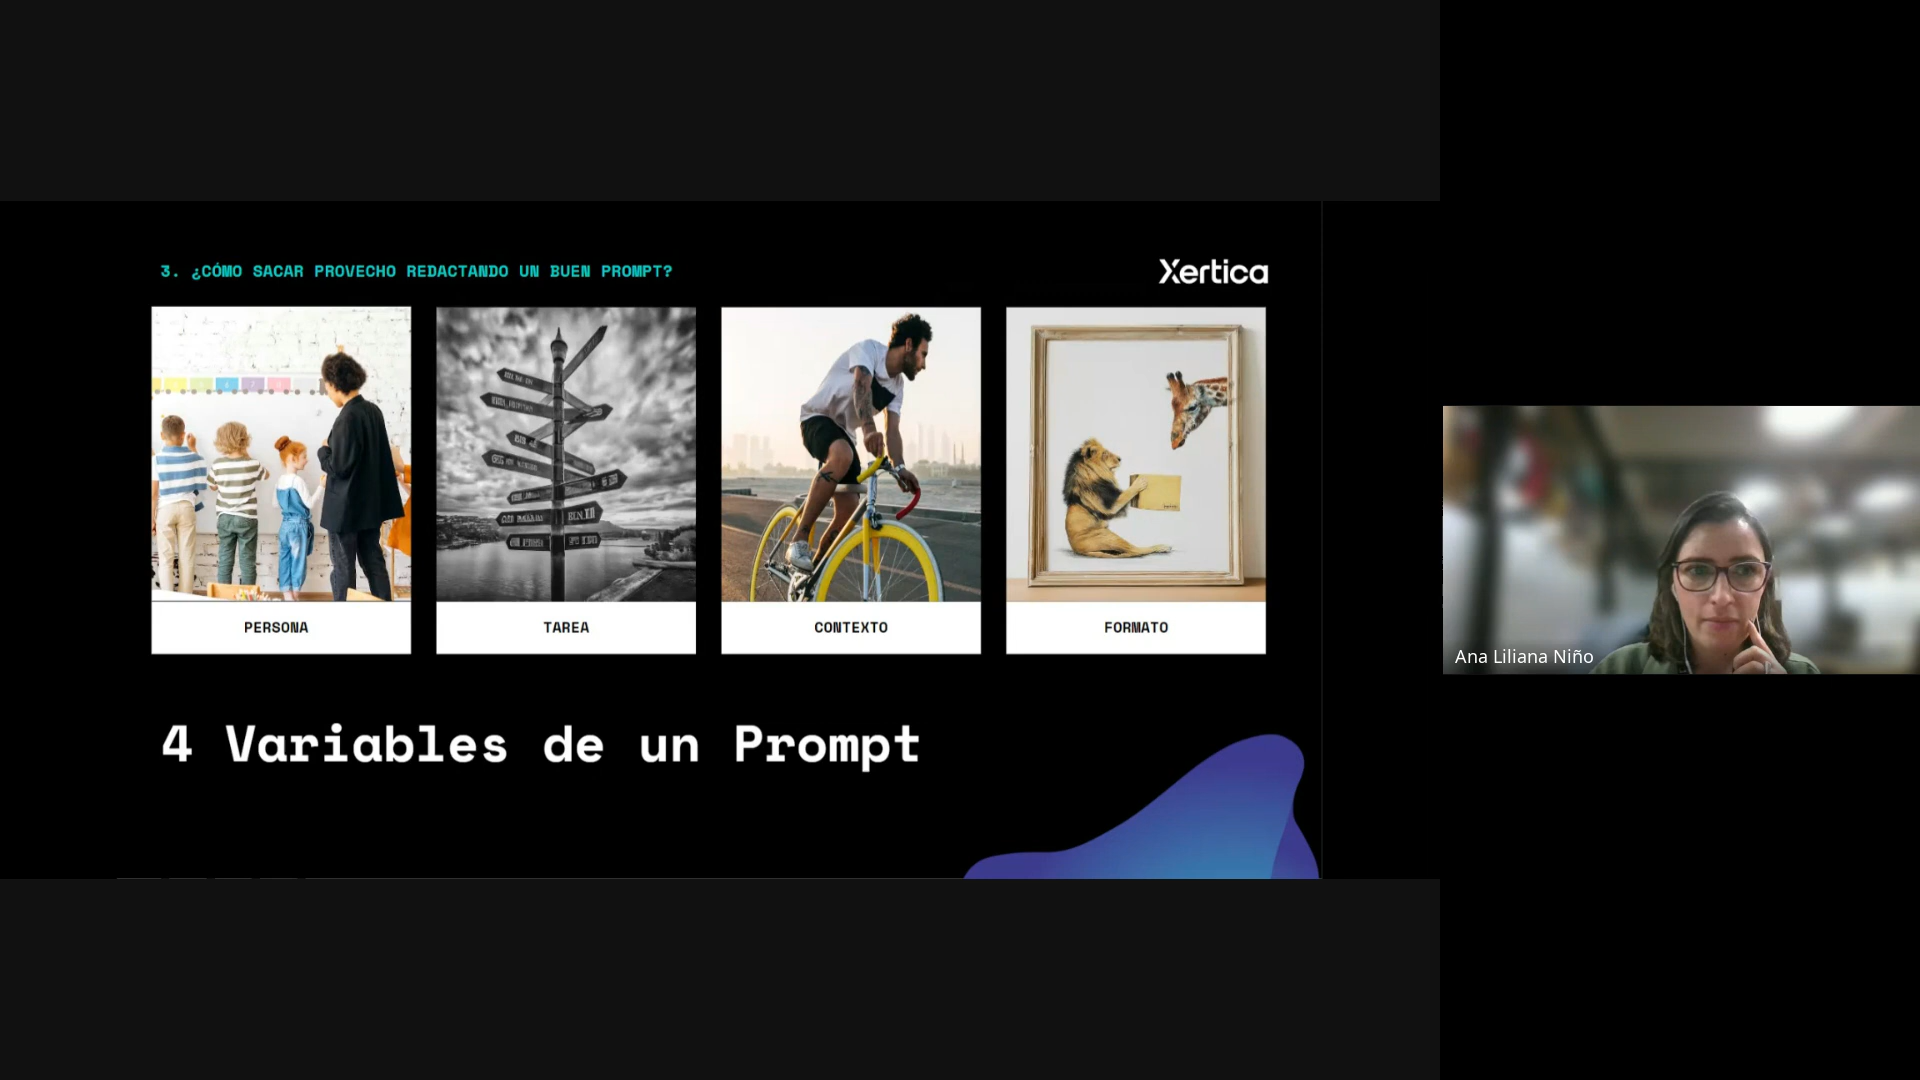 3. ¿CÓMO SACAR PROVECHO REDACTANDO UN BUEN PROMPT?
Xertica
PERSONA
TAREA
CONTEXTO
FORMATO
4 Variables de un Prompt
Ana Liliana Niño